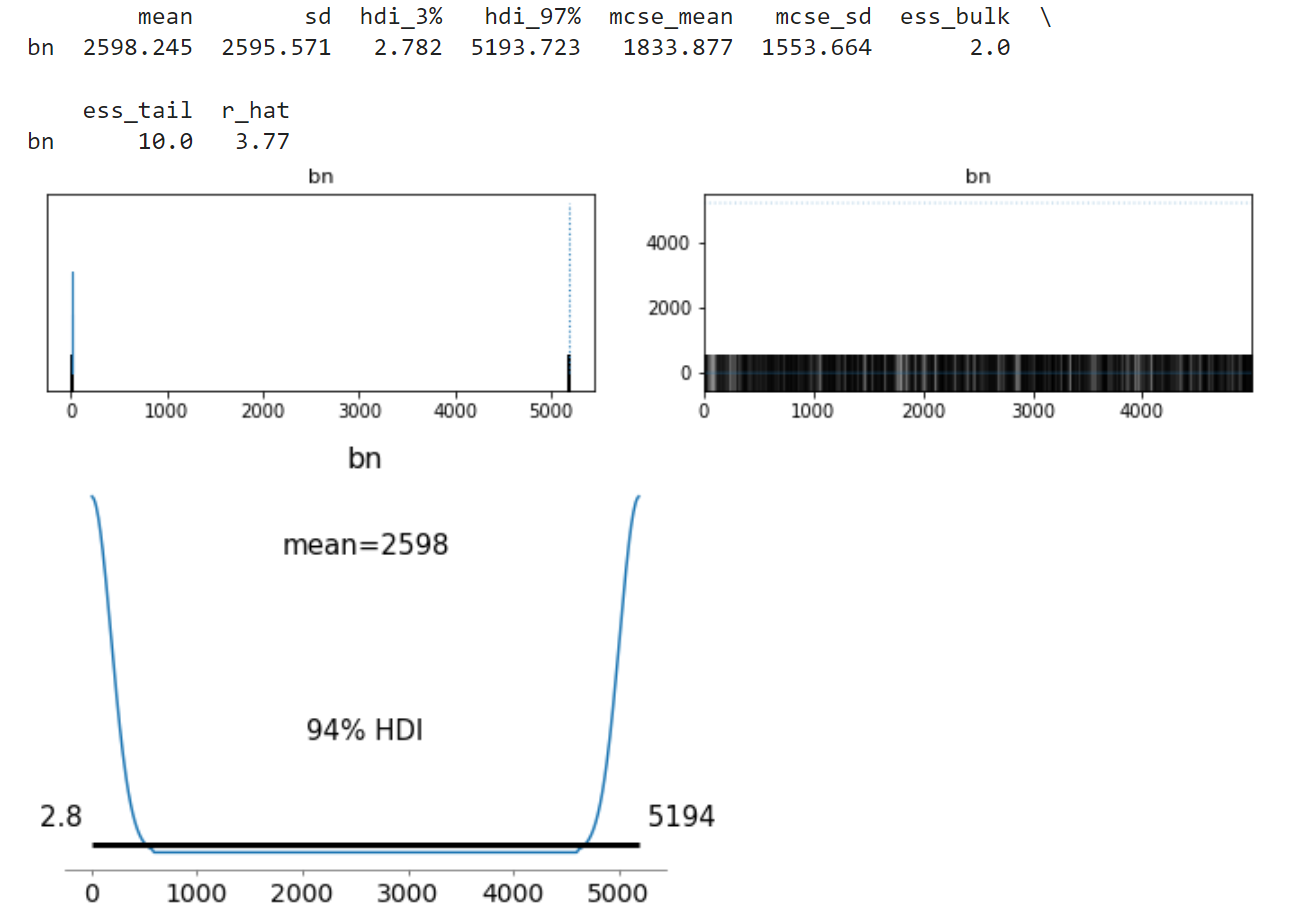 mean sd hdi_3% hdi_97% mcse_mean mcse_sd ess_bulk \
bn 2598.245 2595.571 2.782 5193.723 1833.877 1553.664 2.0
ess_tail r_hat
bn 10.0 3.77
bn
0 1000 2000 3000 4000 5000
bn
4000
2000
0
0 1000 2000 3000 4000
bn
mean=2598
94% HDI
2.8 5194
0 1000 2000 3000 4000 5000